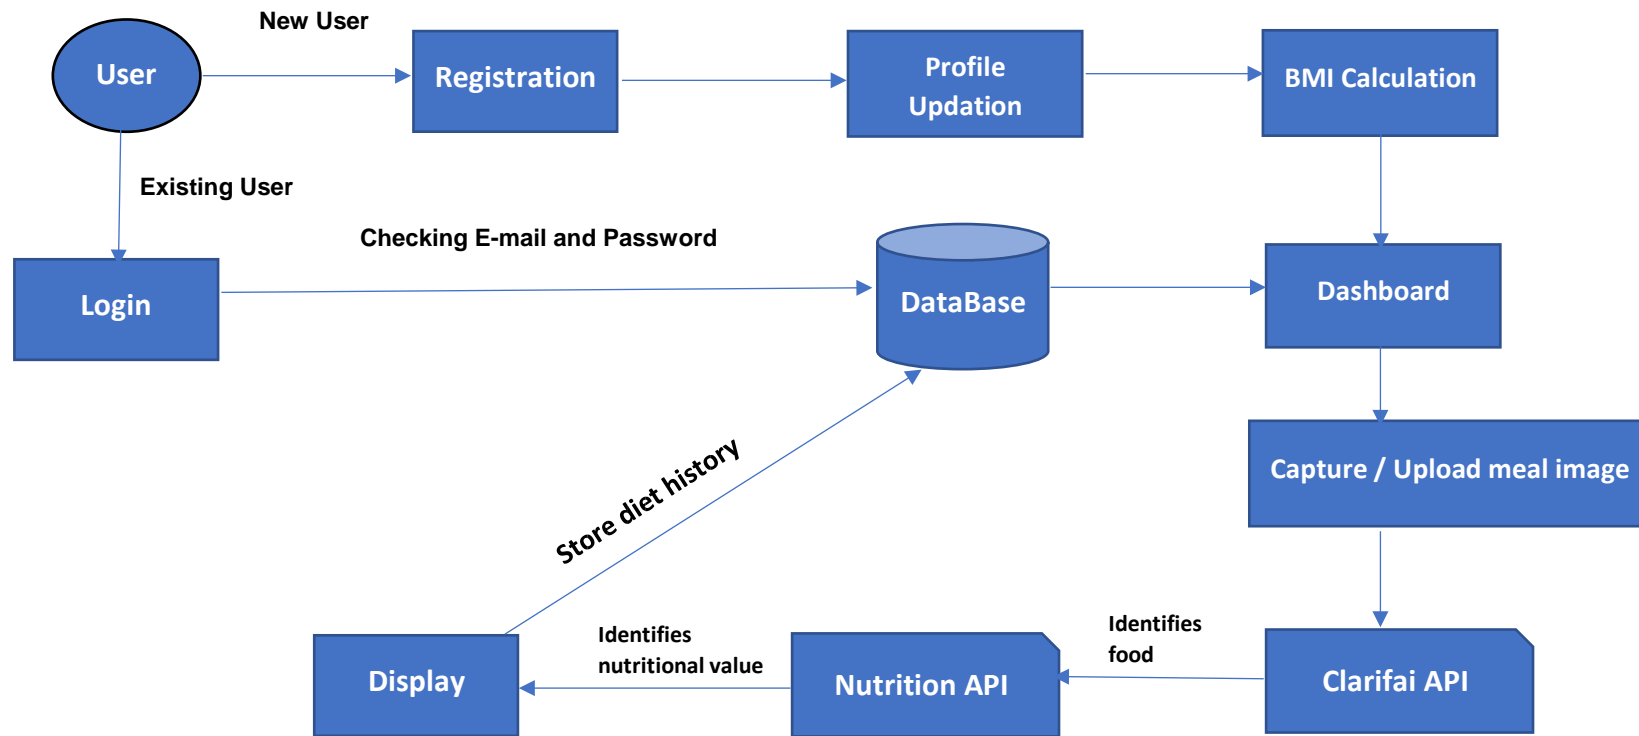 New User
User
Registration
Profile
Updation
BMI Calculation
Existing User
Checking E-mail and Password
Login
DataBase
Dashboard
Store diet history
Capture / Upload meal image
Identifies
nutritional value
Identifies
food
Display
Nutrition API
Clarifai API